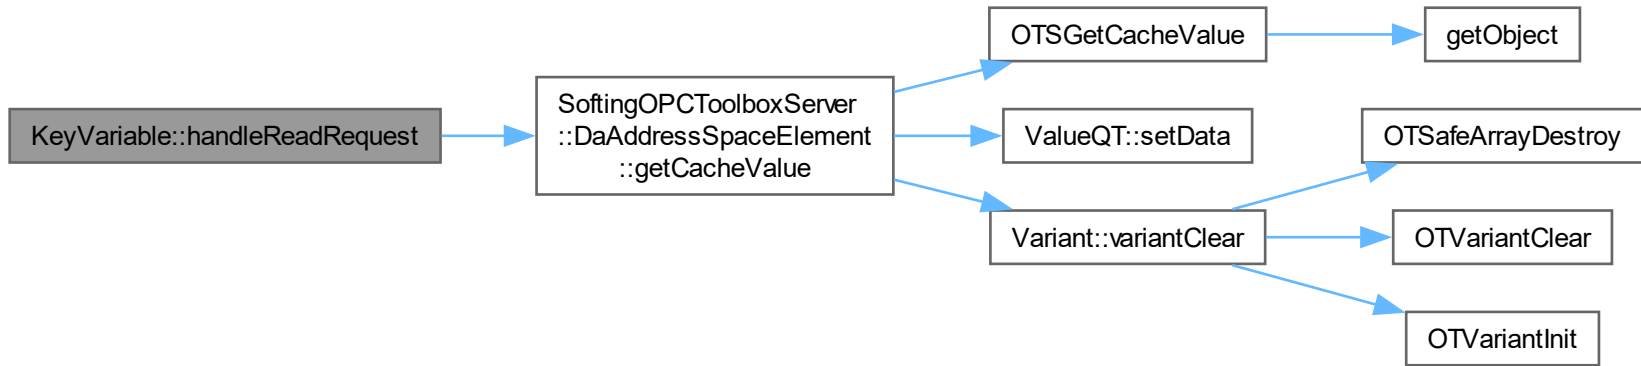 KeyVariable::handleReadRequest
SoftingOPCToolboxServer
::DaAddressSpaceElement
::getCacheValue
OTSGetCacheValue
getObject
ValueQT::setData
Variant::variantClear
OTSafeArrayDestroy
OTVariantClear
OTVariantInit